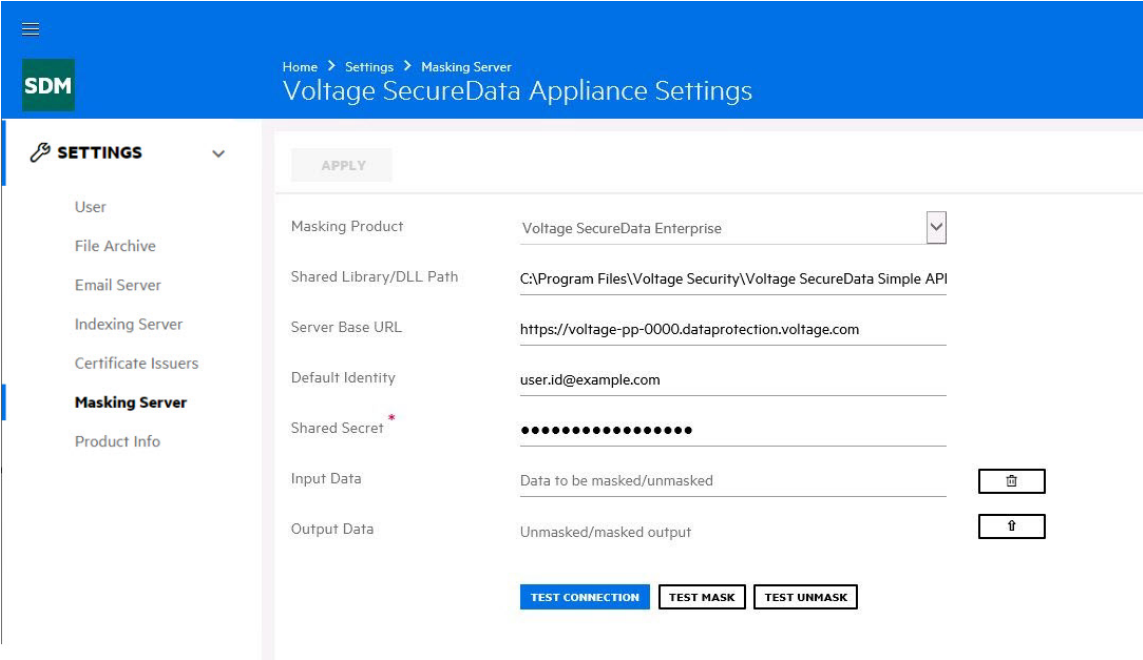 SDM
Home > Settings > Masking Server
Voltage SecureData Appliance Settings
SETTINGS
User
File Archive
Email Server
Indexing Server
Certificate Issuers
Masking Server
Product Info
APPLY
Masking Product Voltage SecureData Enterprise
Shared Library/DLL Path C:\Program Files\Voltage Security\Voltage SecureData Simple API
Server Base URL https://voltage-pp-0000.dataprotection.voltage.com
Default Identity user.id@example.com
Shared Secret * ●●●●●●●●●●●●●●●●●
Input Data Data to be masked/unmasked
Output Data Unmasked/masked output
TEST CONNECTION TEST MASK TEST UNMASK